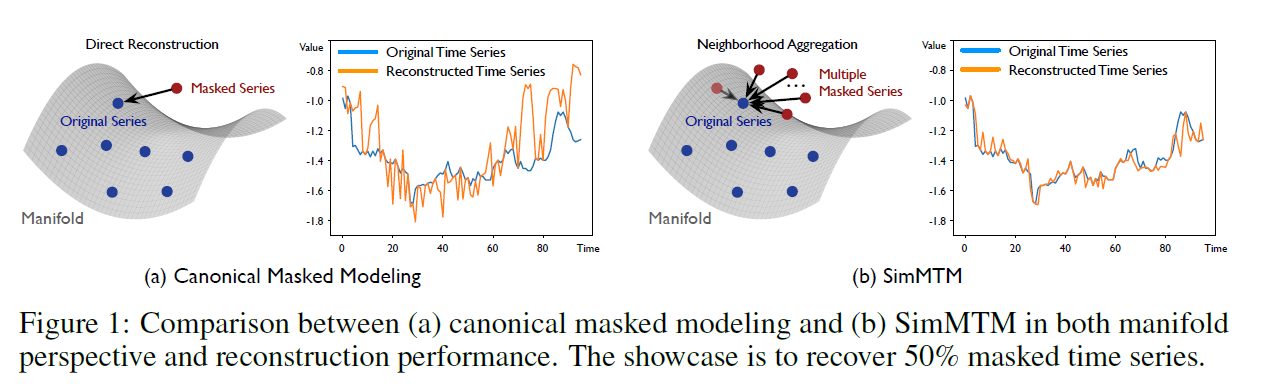 Direct Reconstruction
Masked Series
Original Series
Manifold
Value
Original Time Series
Reconstructed Time Series
-0.8
-1.0
-1.2
-1.4
-1.6
-1.8
0 20 40 60 80 Time
(a) Canonical Masked Modeling
Neighborhood Aggregation
Multiple
...
Masked Series
Original Series
Manifold
Value
Original Time Series
Reconstructed Time Series
-0.8
-1.0
-1.2
-1.4
-1.6
-1.8
0 20 40 60 80 Time
(b) SimMTM
Figure 1: Comparison between (a) canonical masked modeling and (b) SimMTM in both manifold
perspective and reconstruction performance. The showcase is to recover 50% masked time series.